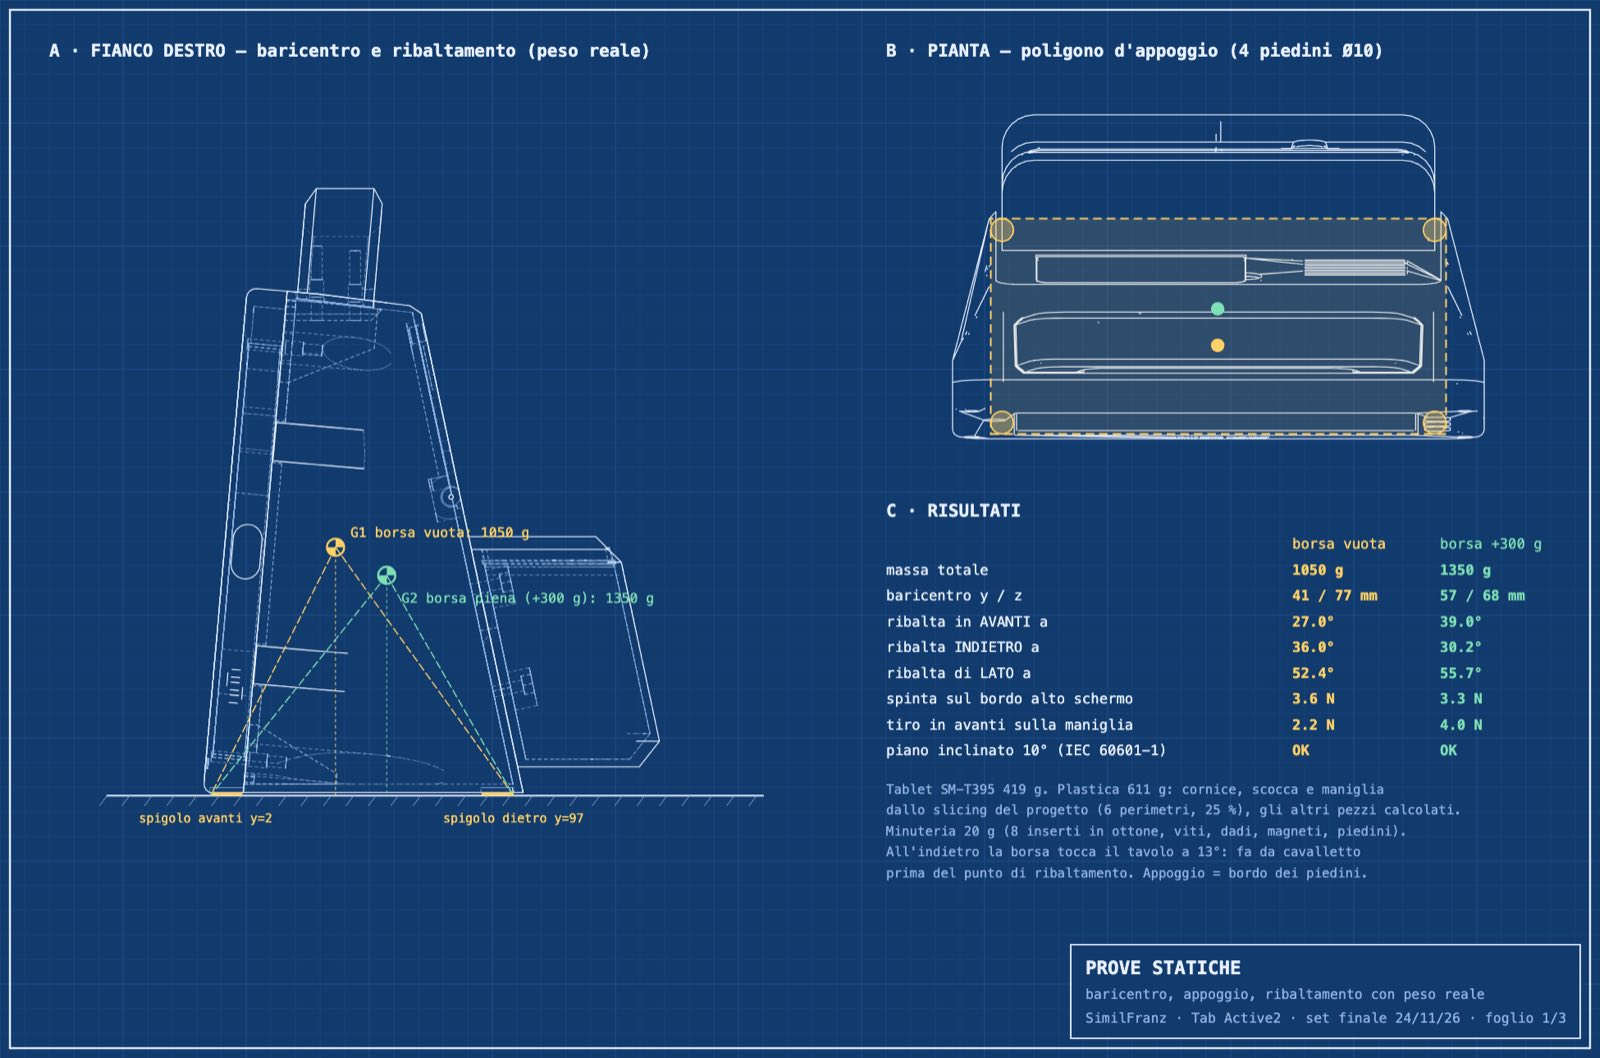 A · FIANCO DESTRO — baricentro e ribaltamento (peso reale)
G1 borsa vuota: 1050 g
G2 borsa piena (+300 g): 1350 g
spigolo avanti y=2
spigolo dietro y=97
B · PIANTA — poligono d'appoggio (4 piedini Ø10)
C · RISULTATI
borsa vuota borsa +300 g
massa totale 1050 g 1350 g
baricentro y / z 41 / 77 mm 57 / 68 mm
ribalta in AVANTI a 27.0° 39.0°
ribalta INDIETRO a 36.0° 30.2°
ribalta di LATO a 52.4° 55.7°
spinta sul bordo alto schermo 3.6 N 3.3 N
tiro in avanti sulla maniglia 2.2 N 4.0 N
piano inclinato 10° (IEC 60601-1) OK OK
Tablet SM-T395 419 g. Plastica 611 g: cornice, scocca e maniglia
dallo slicing del progetto (6 perimetri, 25 %), gli altri pezzi calcolati.
Minuteria 20 g (8 inserti in ottone, viti, dadi, magneti, piedini).
All'indietro la borsa tocca il tavolo a 13°: fa da cavalletto
prima del punto di ribaltamento. Appoggio = bordo dei piedini.
PROVE STATICHE
baricentro, appoggio, ribaltamento con peso reale
SimilFranz · Tab Active2 · set finale 24/11/26 · foglio 1/3